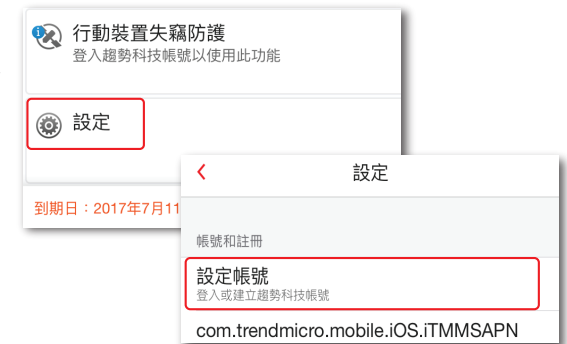 行動裝置失竊防護
登入趨勢科技帳號以使用此功能
設定
到期日：2017年7月11
設定
帳號和註冊
設定帳號
登入或建立趨勢科技帳號
com.trendmicro.mobile.iOS.iTMMSAPN